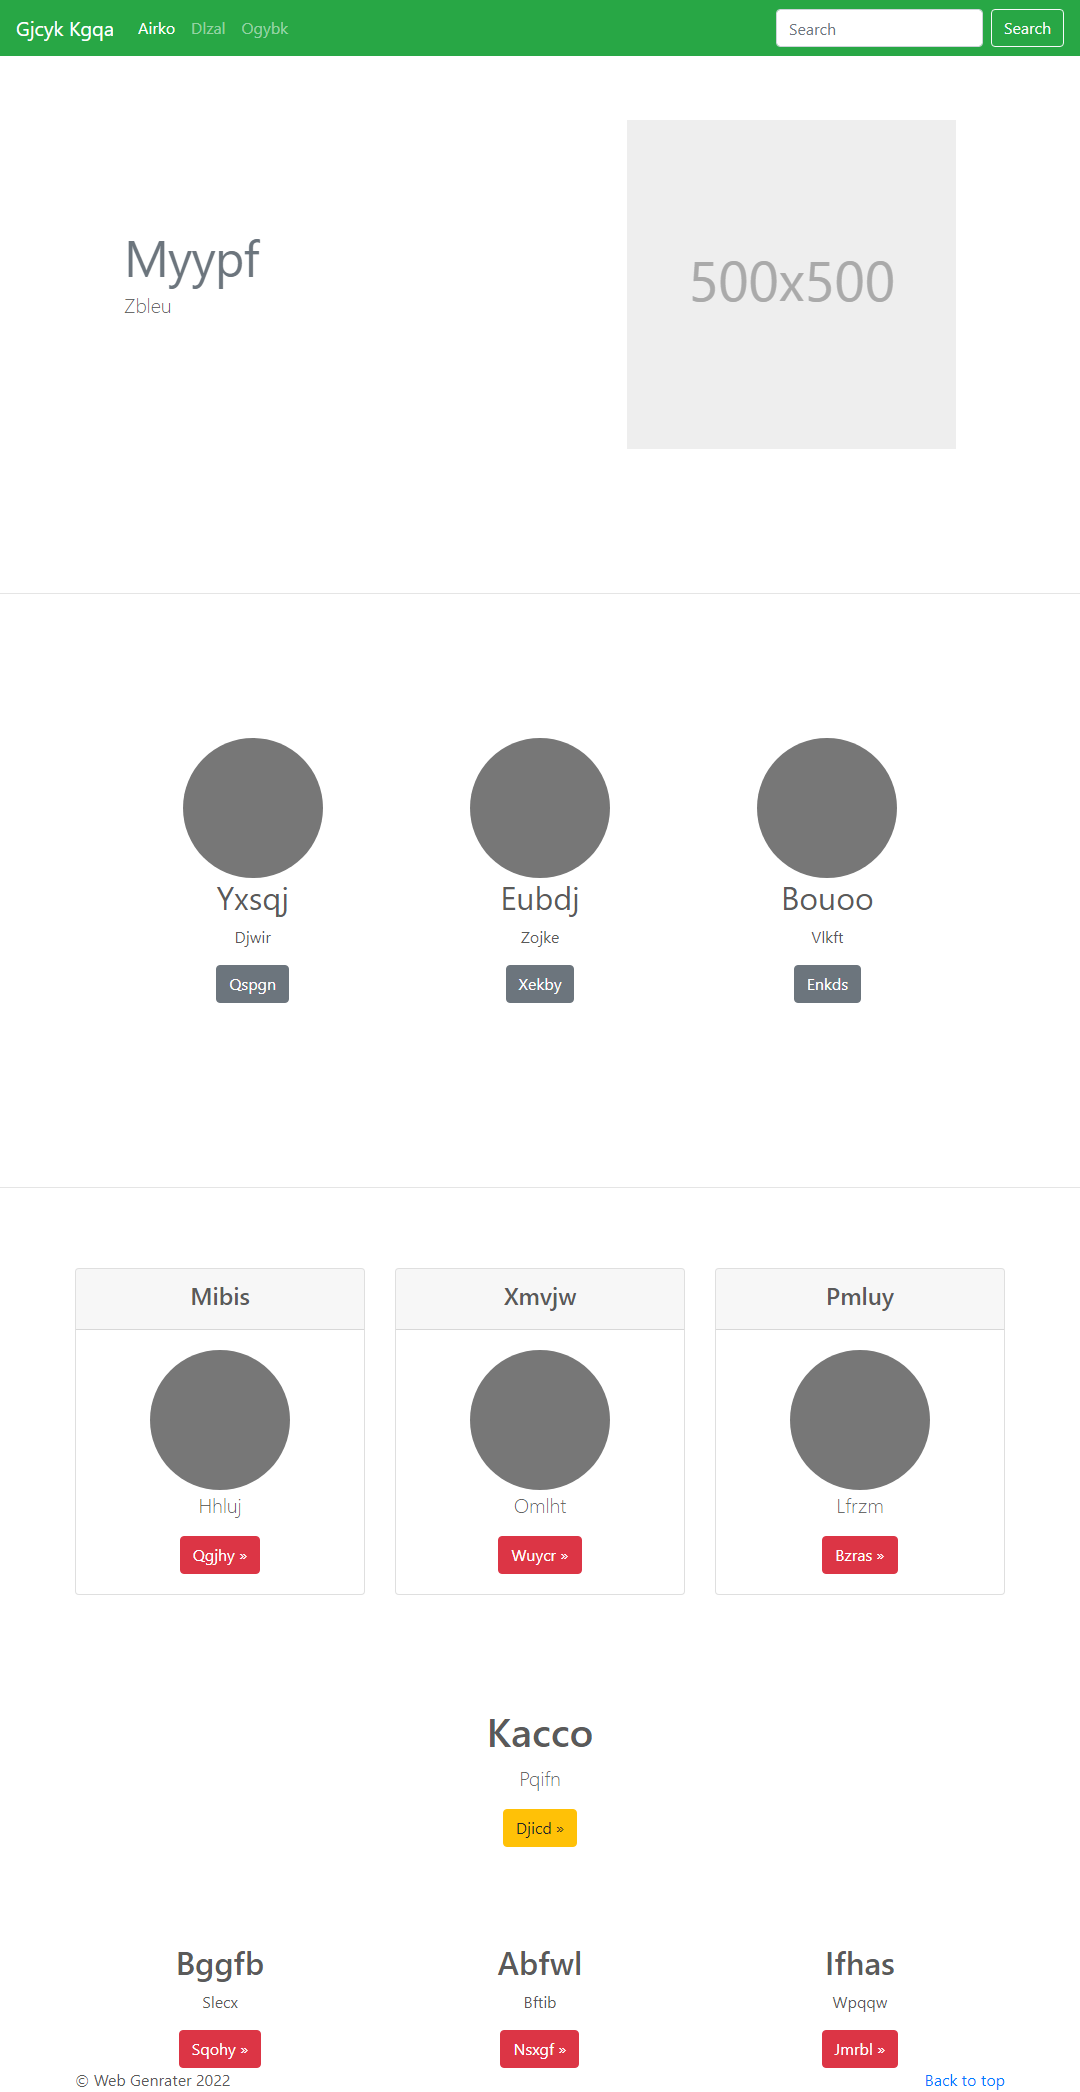 Gjcyk Kgqa Airko Dlzal Ogybk Search Search
Myypf
Zbleu
500x500
Yxsqj Eubdj Bouoo
Djwir Zojke Vlkft
Qspgn Xekby Enkds
Mibis Xmvjw Pmluy
Hhluj Omlht Lfrzm
Qgjhy » Wuycr » Bzras »
Kacco
Pqifn
Djicd »
Bggfb Abfwl Ifhas
Slecx Bftib Wpqqw
Sqohy » Nsxgf » Jmrbl »
© Web Genrater 2022 Back to top